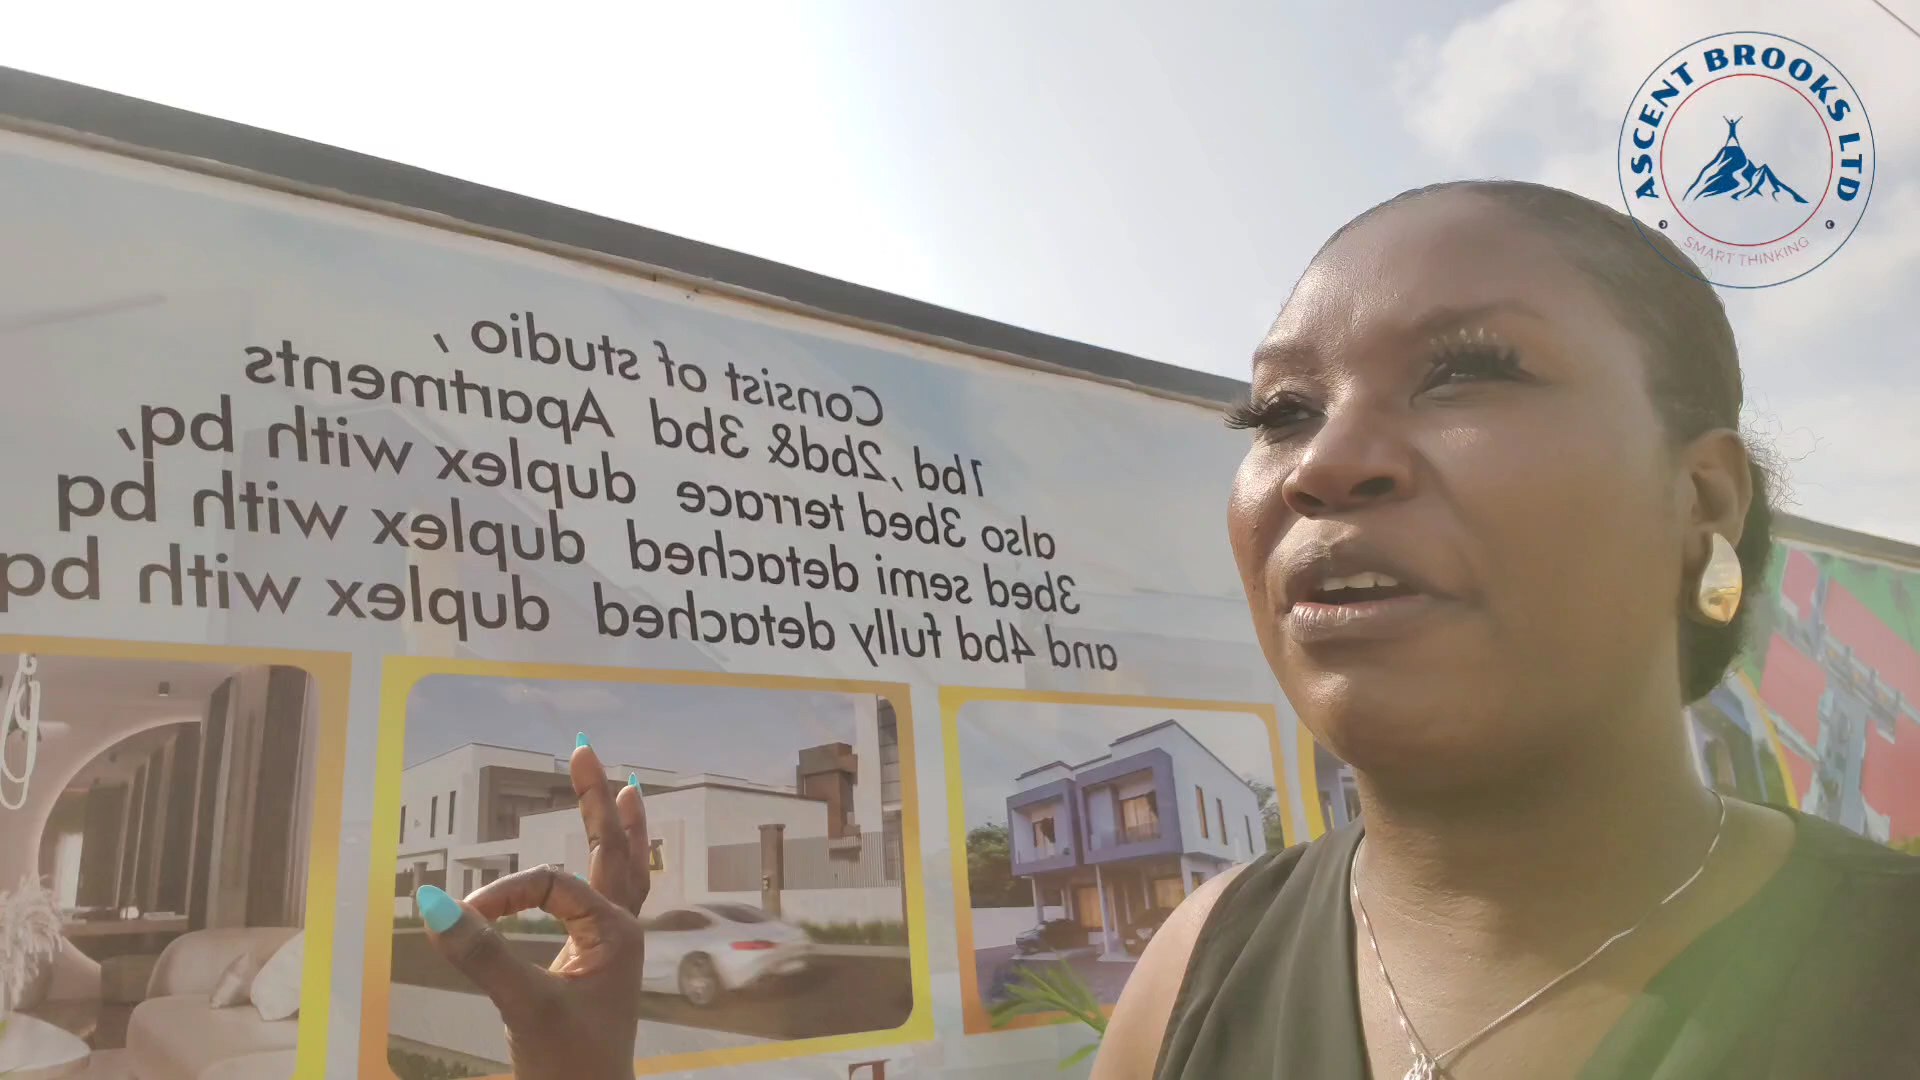 ASCENT BROOKS LTD
SMART THINKING
Consist of studio,
1bd, 2bd& 3bd Apartments
also 3bed terrace duplex with bq,
3bed semi detached duplex with bq
and 4bd fully detached duplex with bq